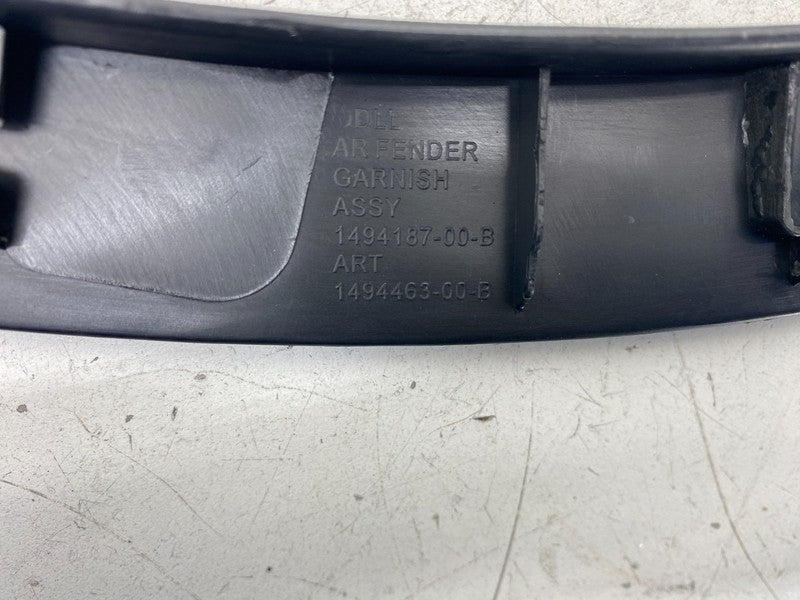 AR FENDER
GARNISH
ASSY
1494187-00-B
ART
1494463-00-B